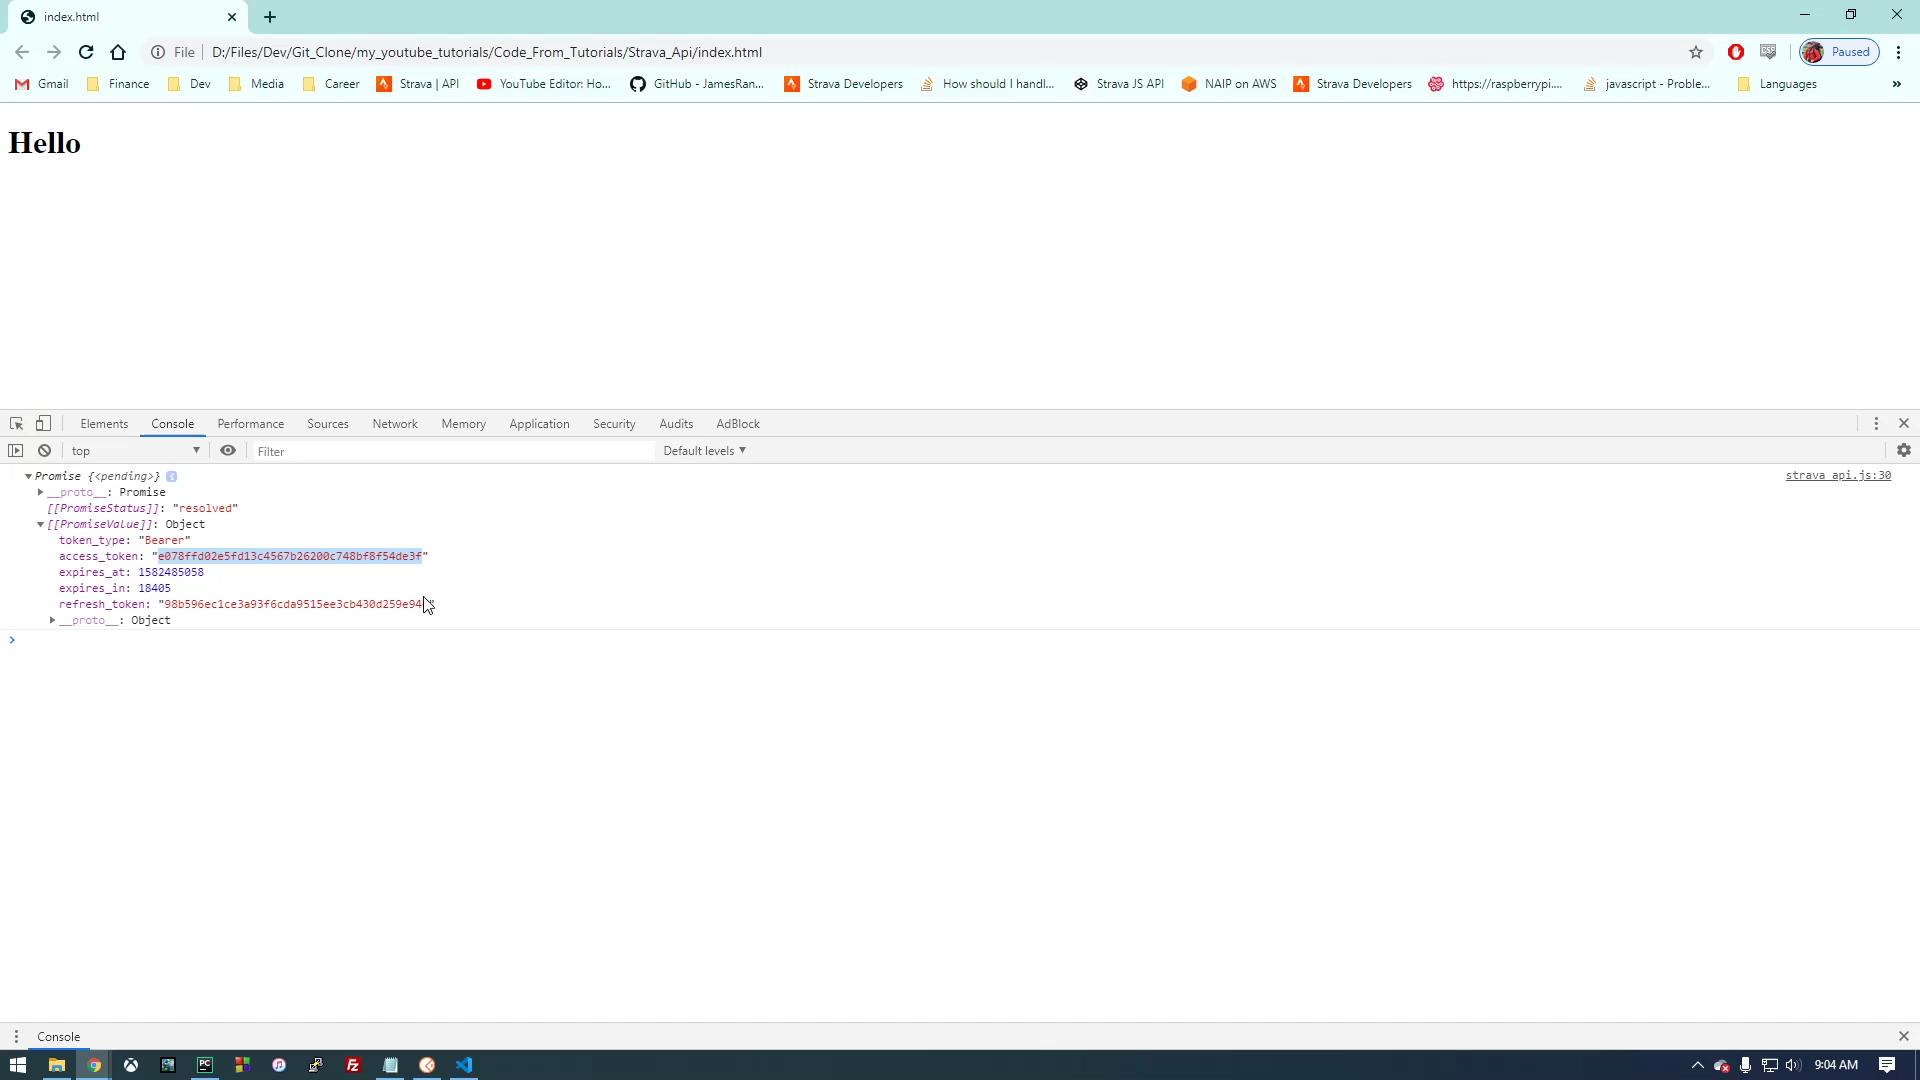 index.html
File
D:/Files/Dev/Git_Clone/my_youtube_tutorials/Code_From_Tutorials/Strava_Api/index.html
Paused
Gmail
Finance
Dev
Media
Career
Strava | API
YouTube Editor: Ho...
GitHub - JamesRan...
Strava Developers
How should I handl...
Strava JS API
NAIP on AWS
Strava Developers
https://raspberrypi....
javascript - Proble...
Languages
»
Hello
Elements
Console
Performance
Sources
Network
Memory
Application
Security
Audits
AdBlock
top
Filter
Default levels
Promise {<pending>}
strava_api.js:30
__proto__: Promise
[[PromiseStatus]]: "resolved"
[[PromiseValue]]: Object
token_type: "Bearer"
access_token: "e078ffd02e5fd13c4567b26200c748bf8f54de3f"
expires_at: 1582485058
expires_in: 18405
refresh_token:
__proto__: Object
Console
9:04 AM